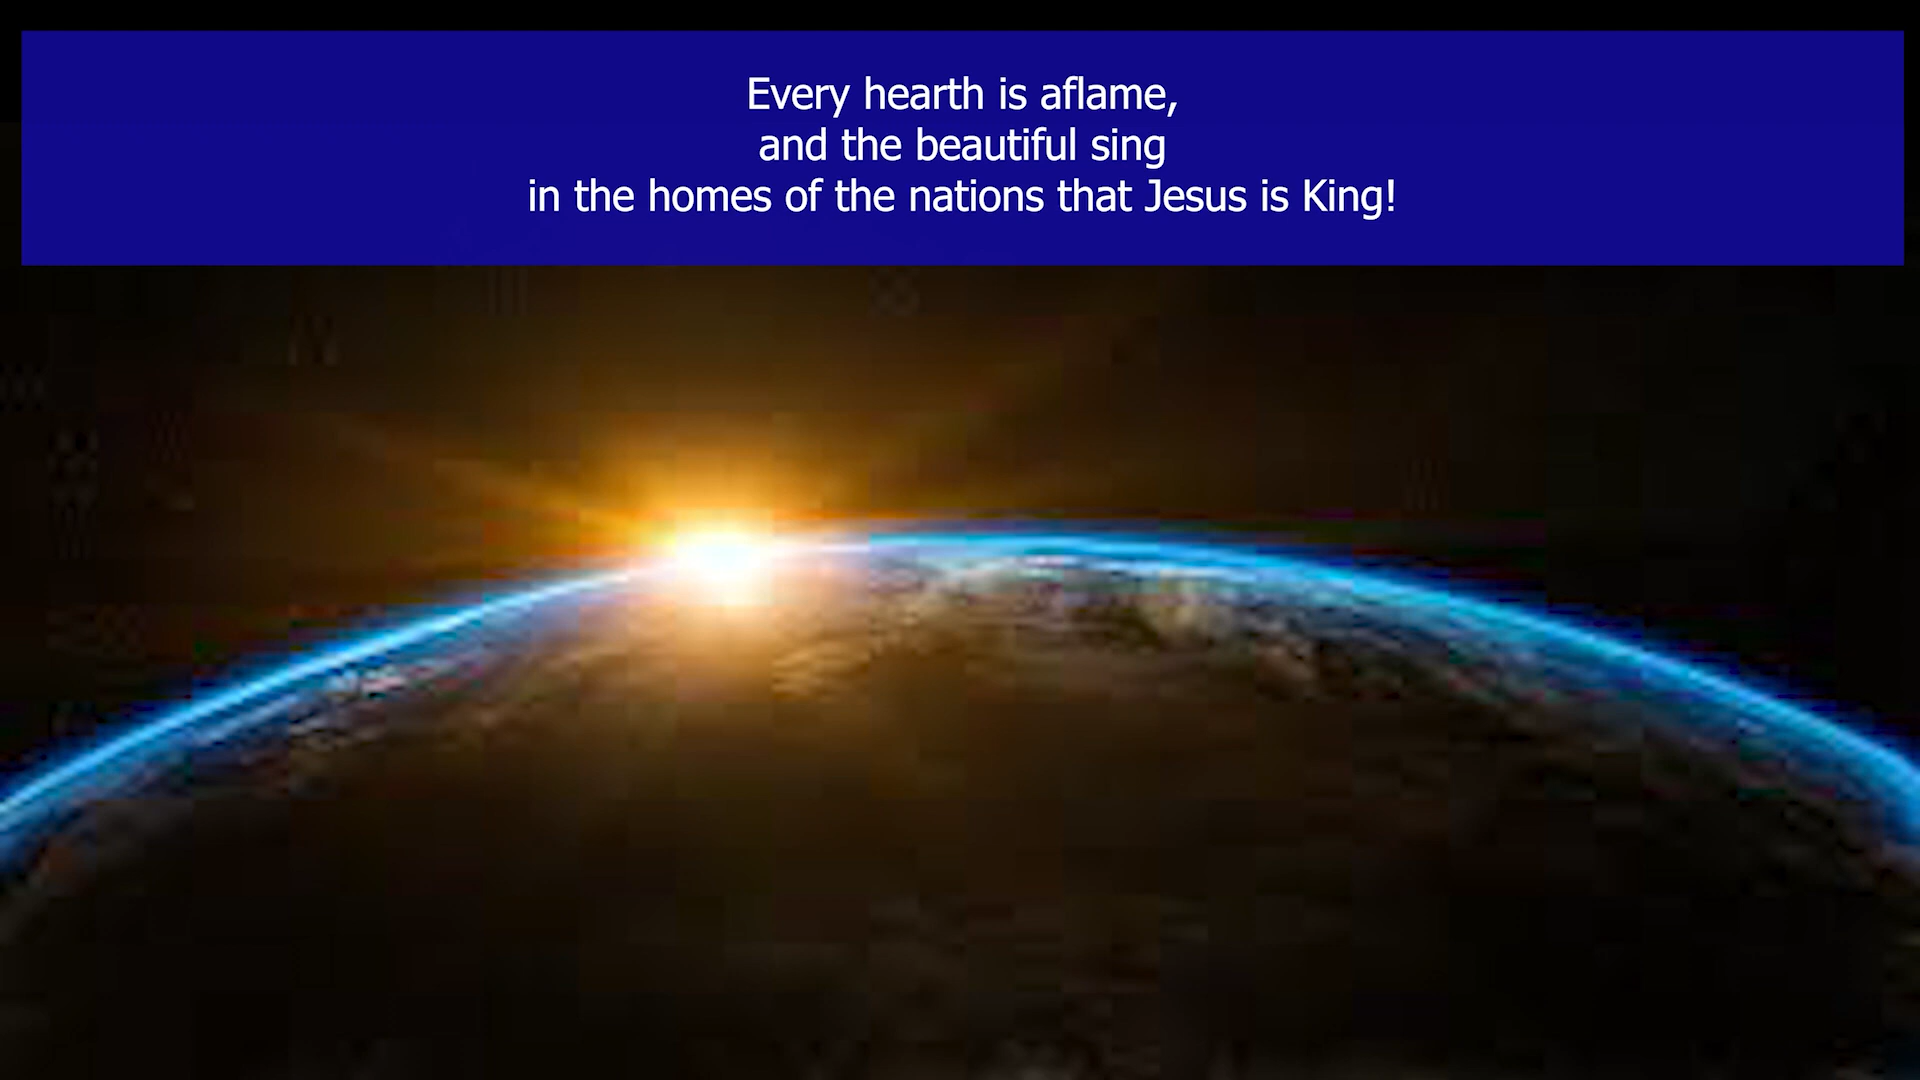 Every hearth is aflame,
and the beautiful sing
in the homes of the nations that Jesus is King!